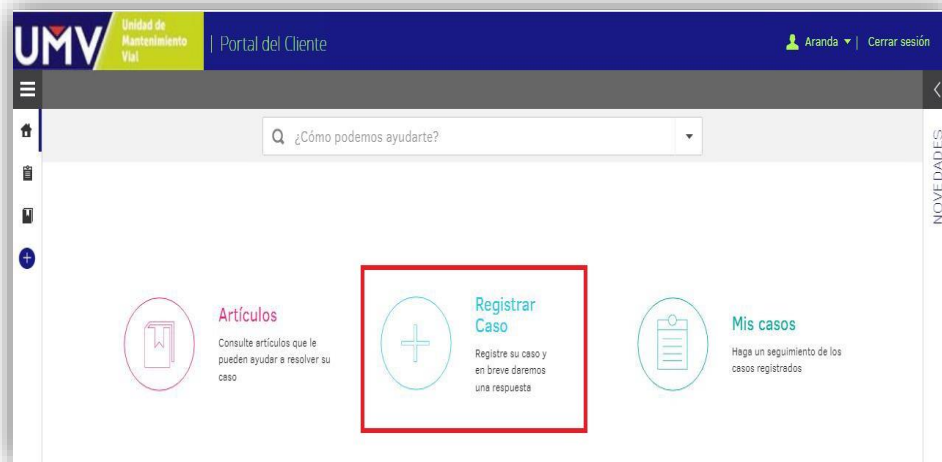 UMV
Unidad de
Mantenimiento
Vial
| Portal del Cliente
Aranda
| Cerrar sesión
¿Cómo podemos ayudarte?
NOVEDADES
Artículos
Consulte artículos que le
pueden ayudar a resolver su
caso
Registrar
Caso
Registre su caso y
en breve daremos
una respuesta
Mis casos
Haga un seguimiento de los
casos registrados